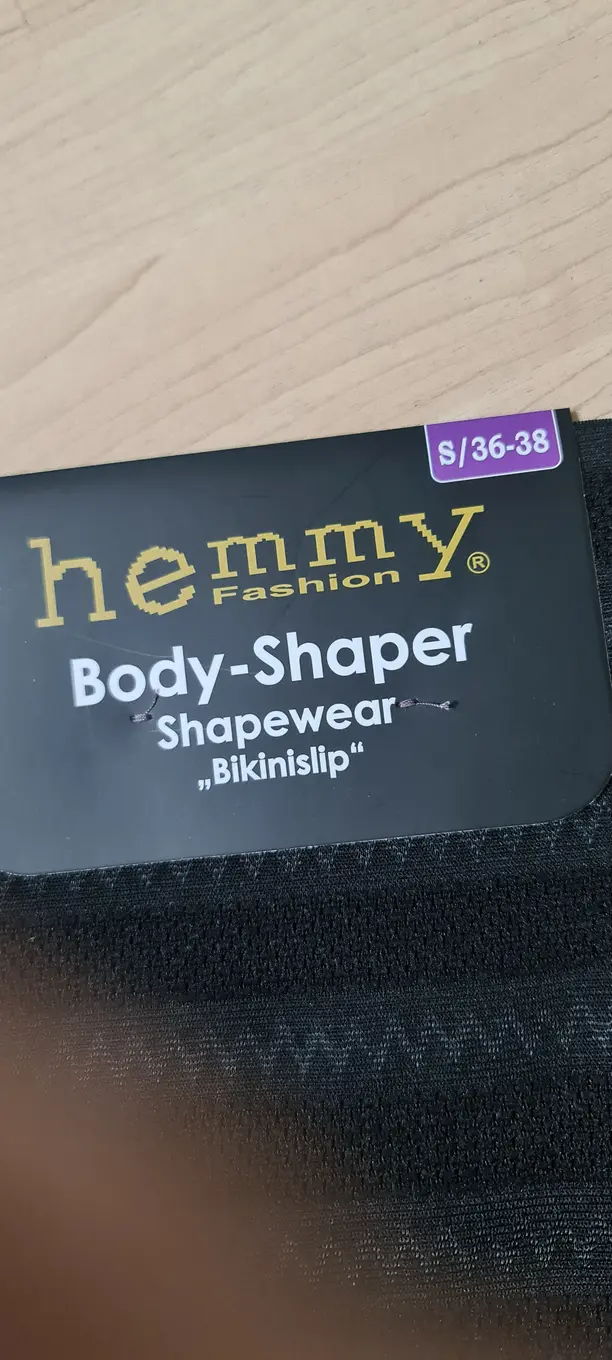 S/36-38
hemmy®
Fashion
Body-Shaper
Shapewear
„Bikinislip“